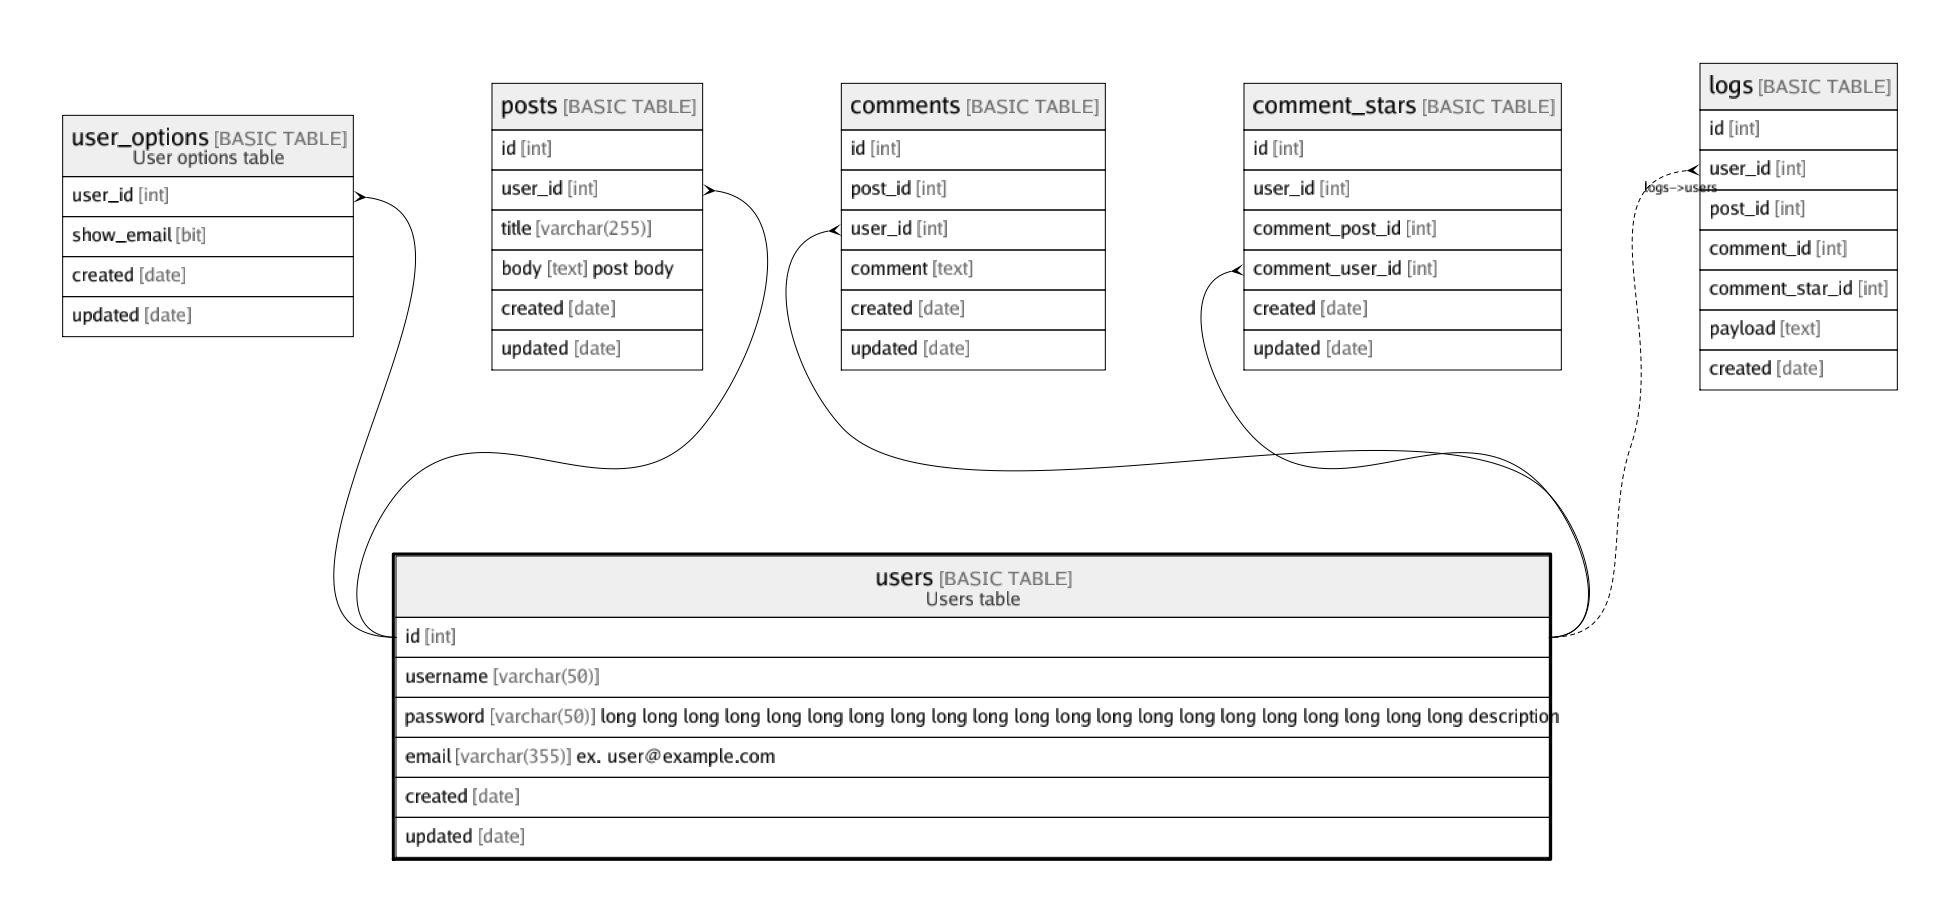 user_options [BASIC TABLE]
User options table
user_id [int]
show_email [bit]
created [date]
updated [date]
posts [BASIC TABLE]
id [int]
user_id [int]
title [varchar(255)]
body [text] post body
created [date]
updated [date]
comments [BASIC TABLE]
id [int]
post_id [int]
user_id [int]
comment [text]
created [date]
updated [date]
comment_stars [BASIC TABLE]
id [int]
user_id [int]
comment_post_id [int]
comment_user_id [int]
created [date]
updated [date]
logs [BASIC TABLE]
id [int]
user_id [int]
logs->users
post_id [int]
comment_id [int]
comment_star_id [int]
payload [text]
created [date]
users [BASIC TABLE]
Users table
id [int]
username [varchar(50)]
password [varchar(50)] long long long long long long long long long long long long long long long long long long long long long description
email [varchar(355)] ex. user@example.com
created [date]
updated [date]